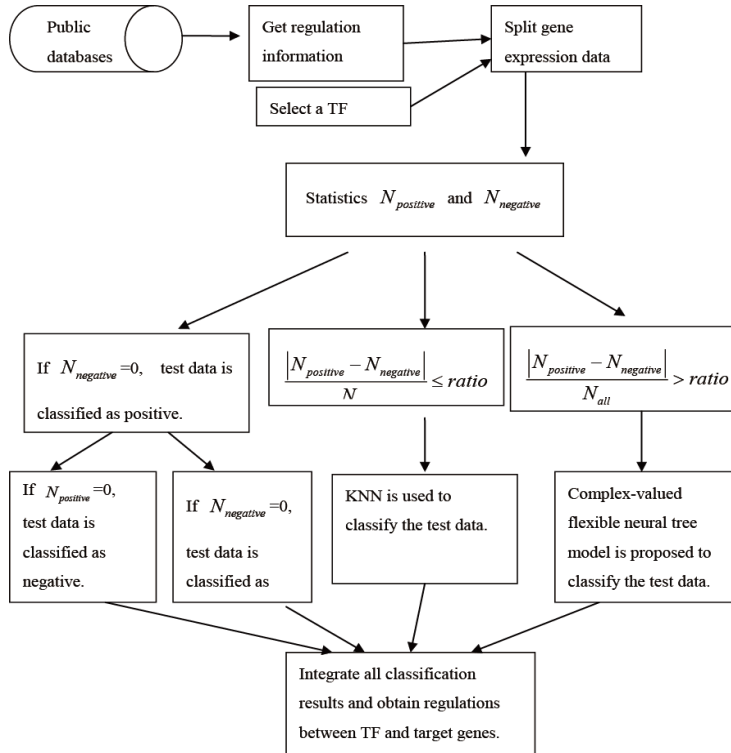 Public
databases
Get regulation
information
Split gene
expression data
Select a TF
Statistics N_positive and N_negative
If N_negative =0, test data is
classified as positive.
|N_positive − N_negative|
N
≤ ratio
|N_positive − N_negative|
N_all
> ratio
If N_positive =0,
test data is
classified as
negative.
If N_negative =0,
test data is
classified as
KNN is used to
classify the test data.
Complex-valued
flexible neural tree
model is proposed to
classify the test data.
Integrate all classification
results and obtain regulations
between TF and target genes.